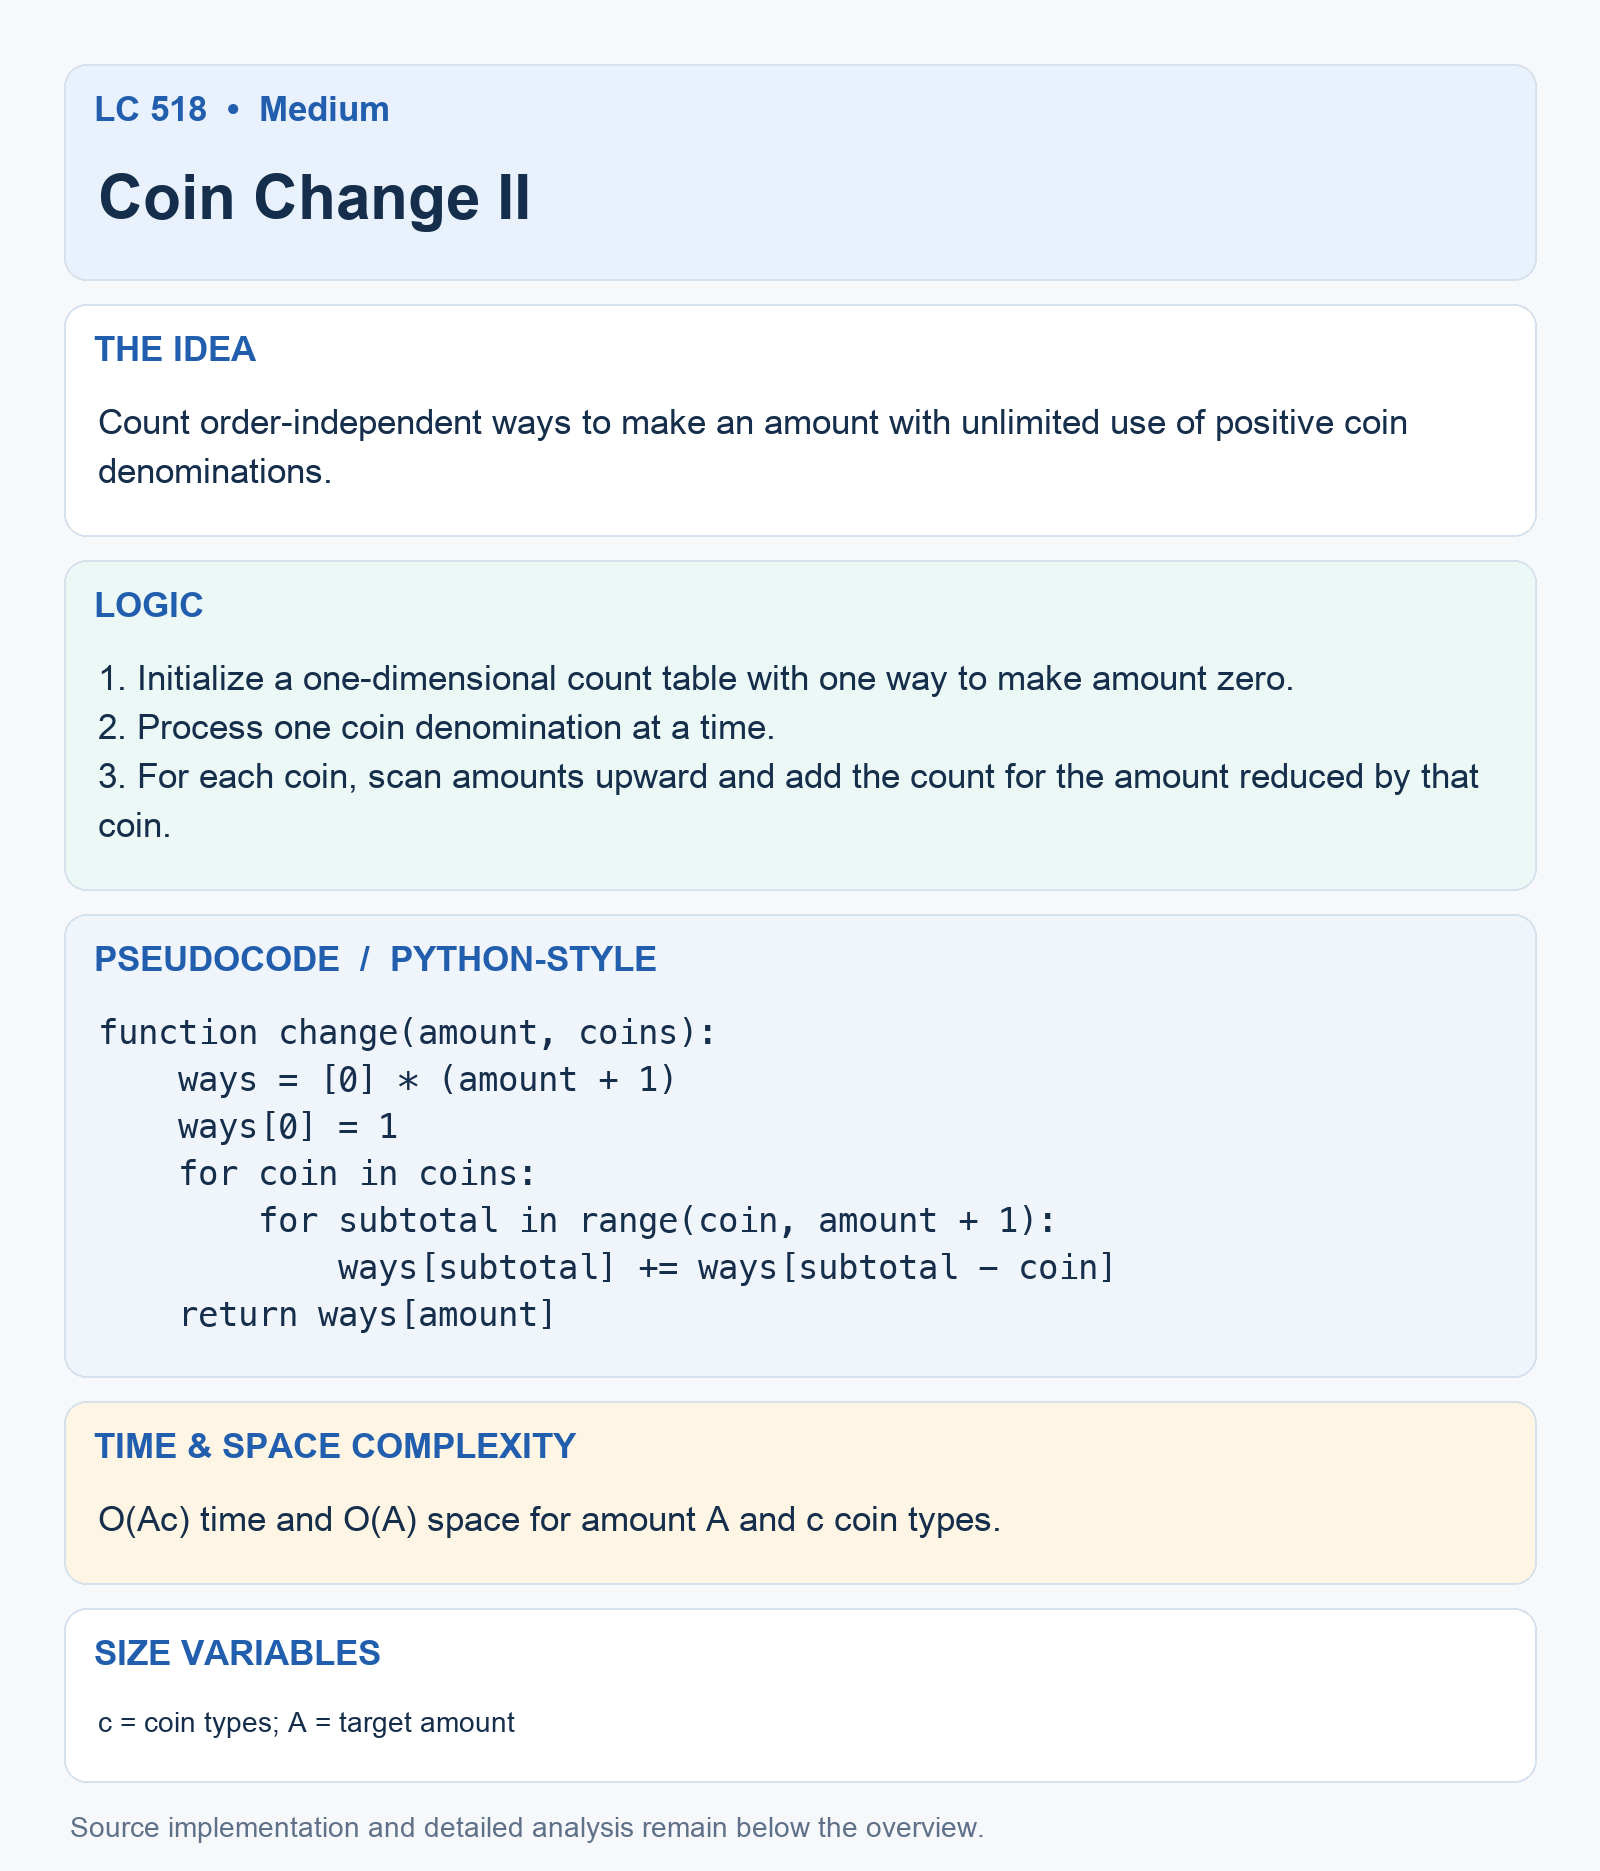 LC 518 • Medium
Coin Change II
THE IDEA
Count order-independent ways to make an amount with unlimited use of positive coin
denominations.
LOGIC
1. Initialize a one-dimensional count table with one way to make amount zero.
2. Process one coin denomination at a time.
3. For each coin, scan amounts upward and add the count for the amount reduced by that
coin.
PSEUDOCODE / PYTHON-STYLE
function change(amount, coins):
    ways = [0] * (amount + 1)
    ways[0] = 1
    for coin in coins:
        for subtotal in range(coin, amount + 1):
            ways[subtotal] += ways[subtotal − coin]
    return ways[amount]
TIME & SPACE COMPLEXITY
O(Ac) time and O(A) space for amount A and c coin types.
SIZE VARIABLES
c = coin types; A = target amount
Source implementation and detailed analysis remain below the overview.